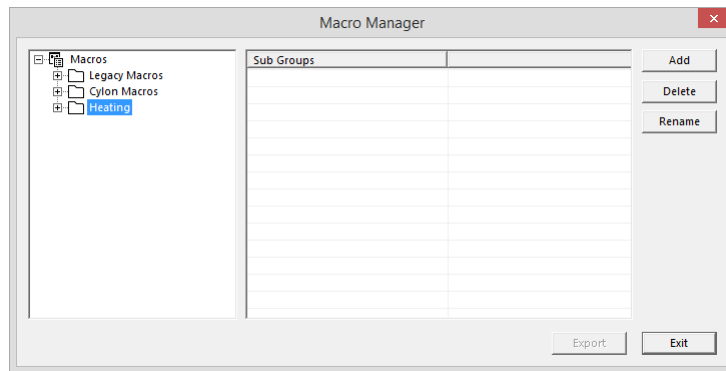 Macro Manager
Macros
Legacy Macros
Cylon Macros
Heating
Sub Groups
Add
Delete
Rename
Export
Exit